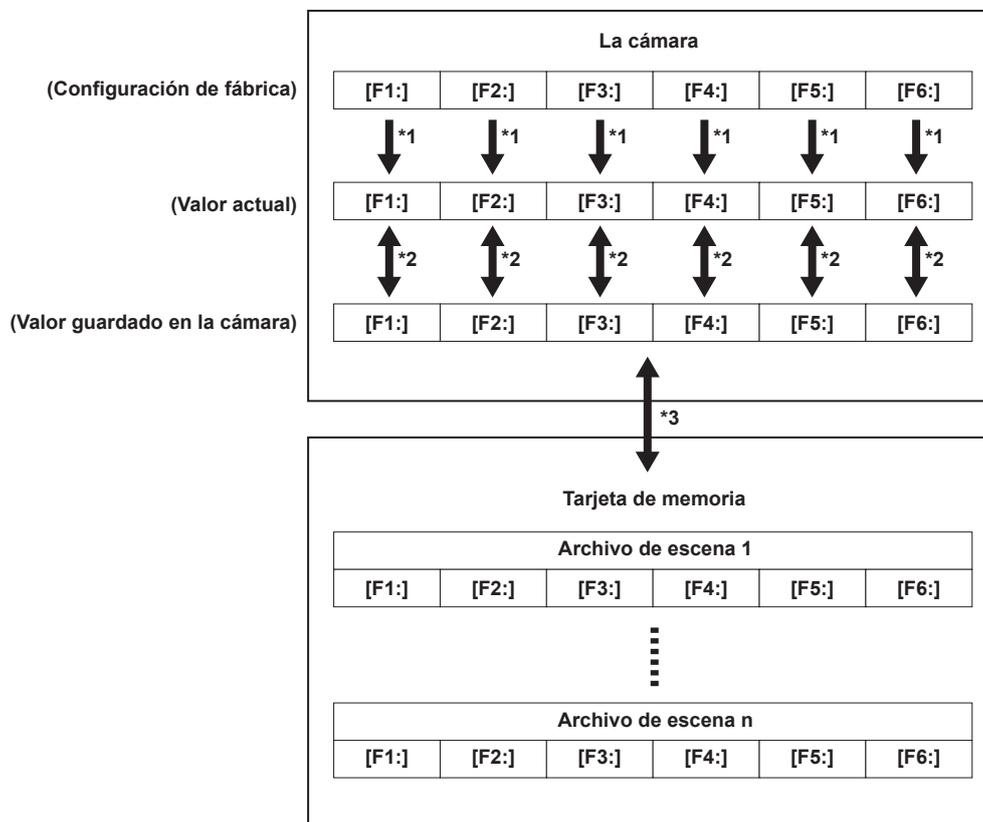 La cámara
(Configuración de fábrica) [F1:] [F2:] [F3:] [F4:] [F5:] [F6:]
*1 *1 *1 *1 *1 *1
(Valor actual) [F1:] [F2:] [F3:] [F4:] [F5:] [F6:]
*2 *2 *2 *2 *2 *2
(Valor guardado en la cámara) [F1:] [F2:] [F3:] [F4:] [F5:] [F6:]
*3
Tarjeta de memoria
Archivo de escena 1
[F1:] [F2:] [F3:] [F4:] [F5:] [F6:]
Archivo de escena n
[F1:] [F2:] [F3:] [F4:] [F5:] [F6:]